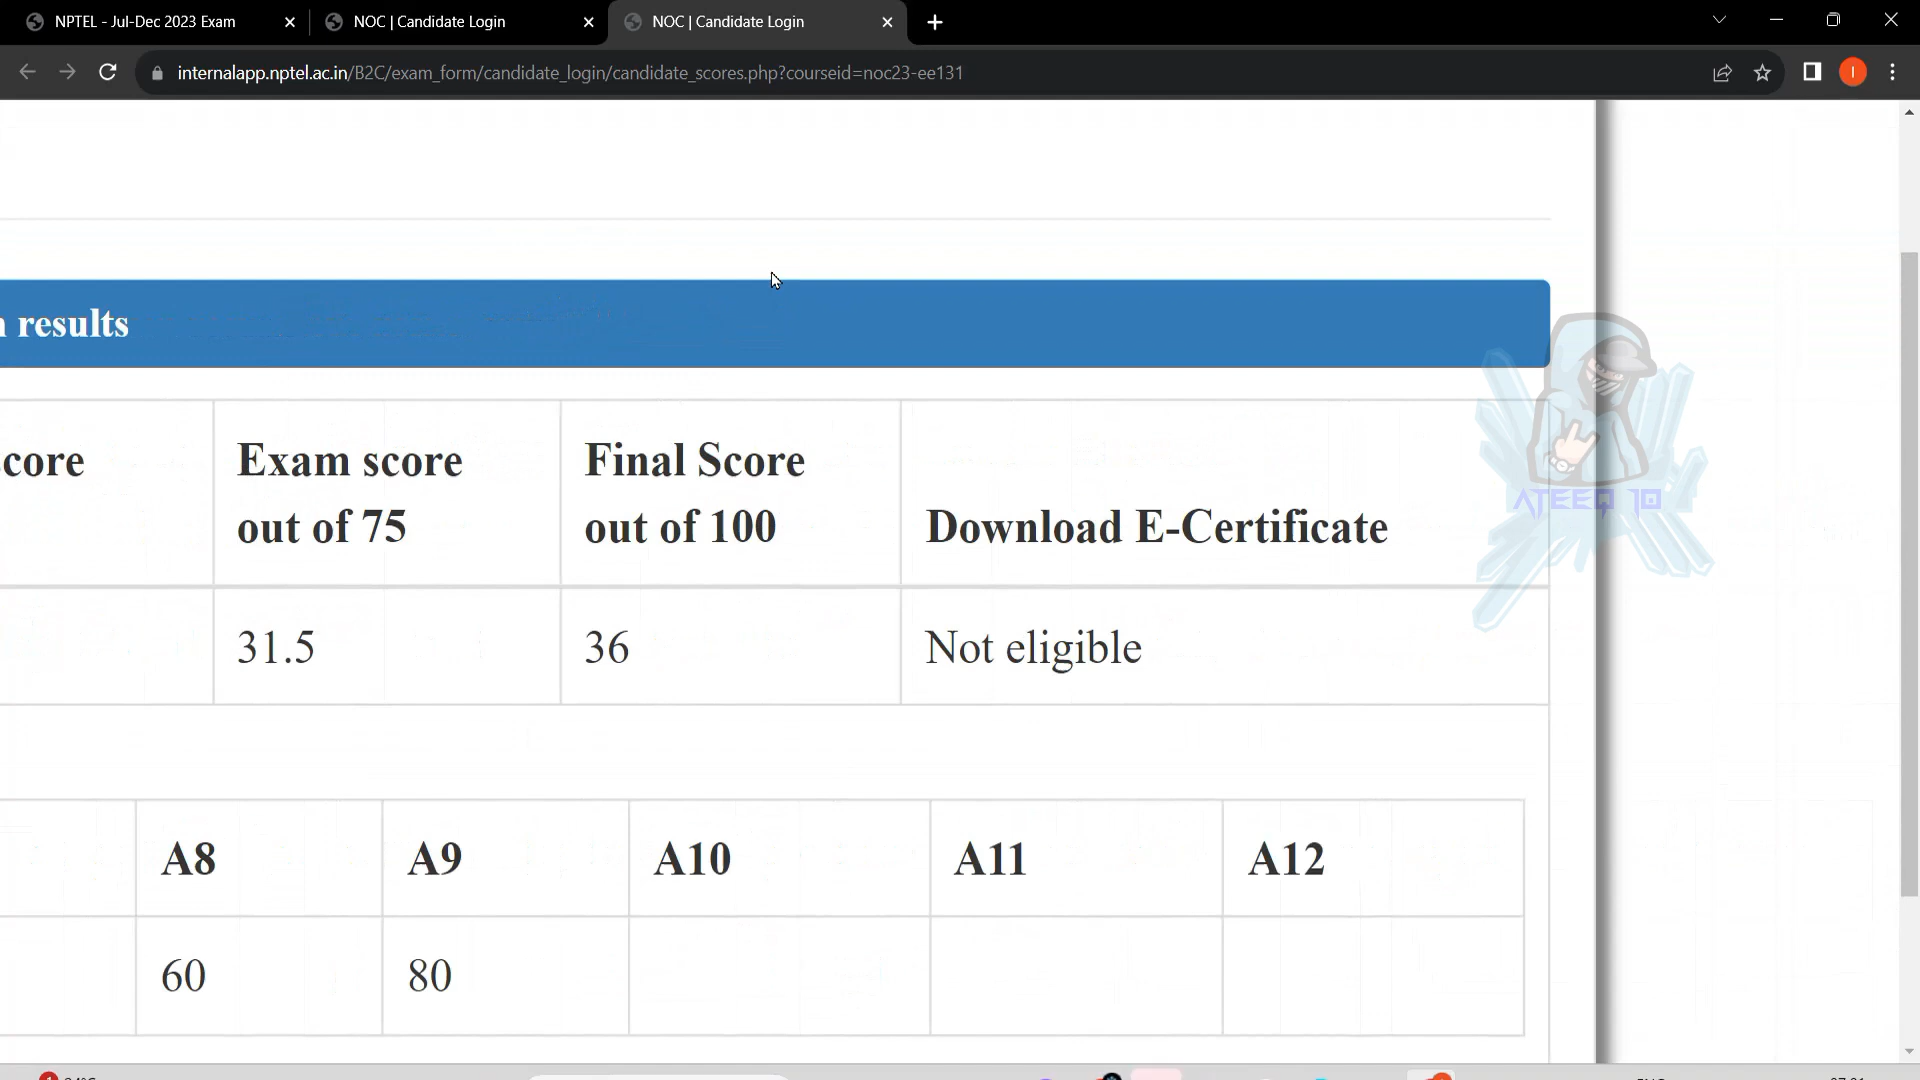 NPTEL - Jul-Dec 2023 Exam
NOC | Candidate Login
NOC | Candidate Login
internalapp.nptel.ac.in/B2C/exam_form/candidate_login/candidate_scores.php?courseid=noc23-ee131
I
results
core
Exam score
out of 75
Final Score
out of 100
Download E-Certificate
31.5
36
Not eligible
ATEEQ 10
A8
A9
A10
A11
A12
60
80